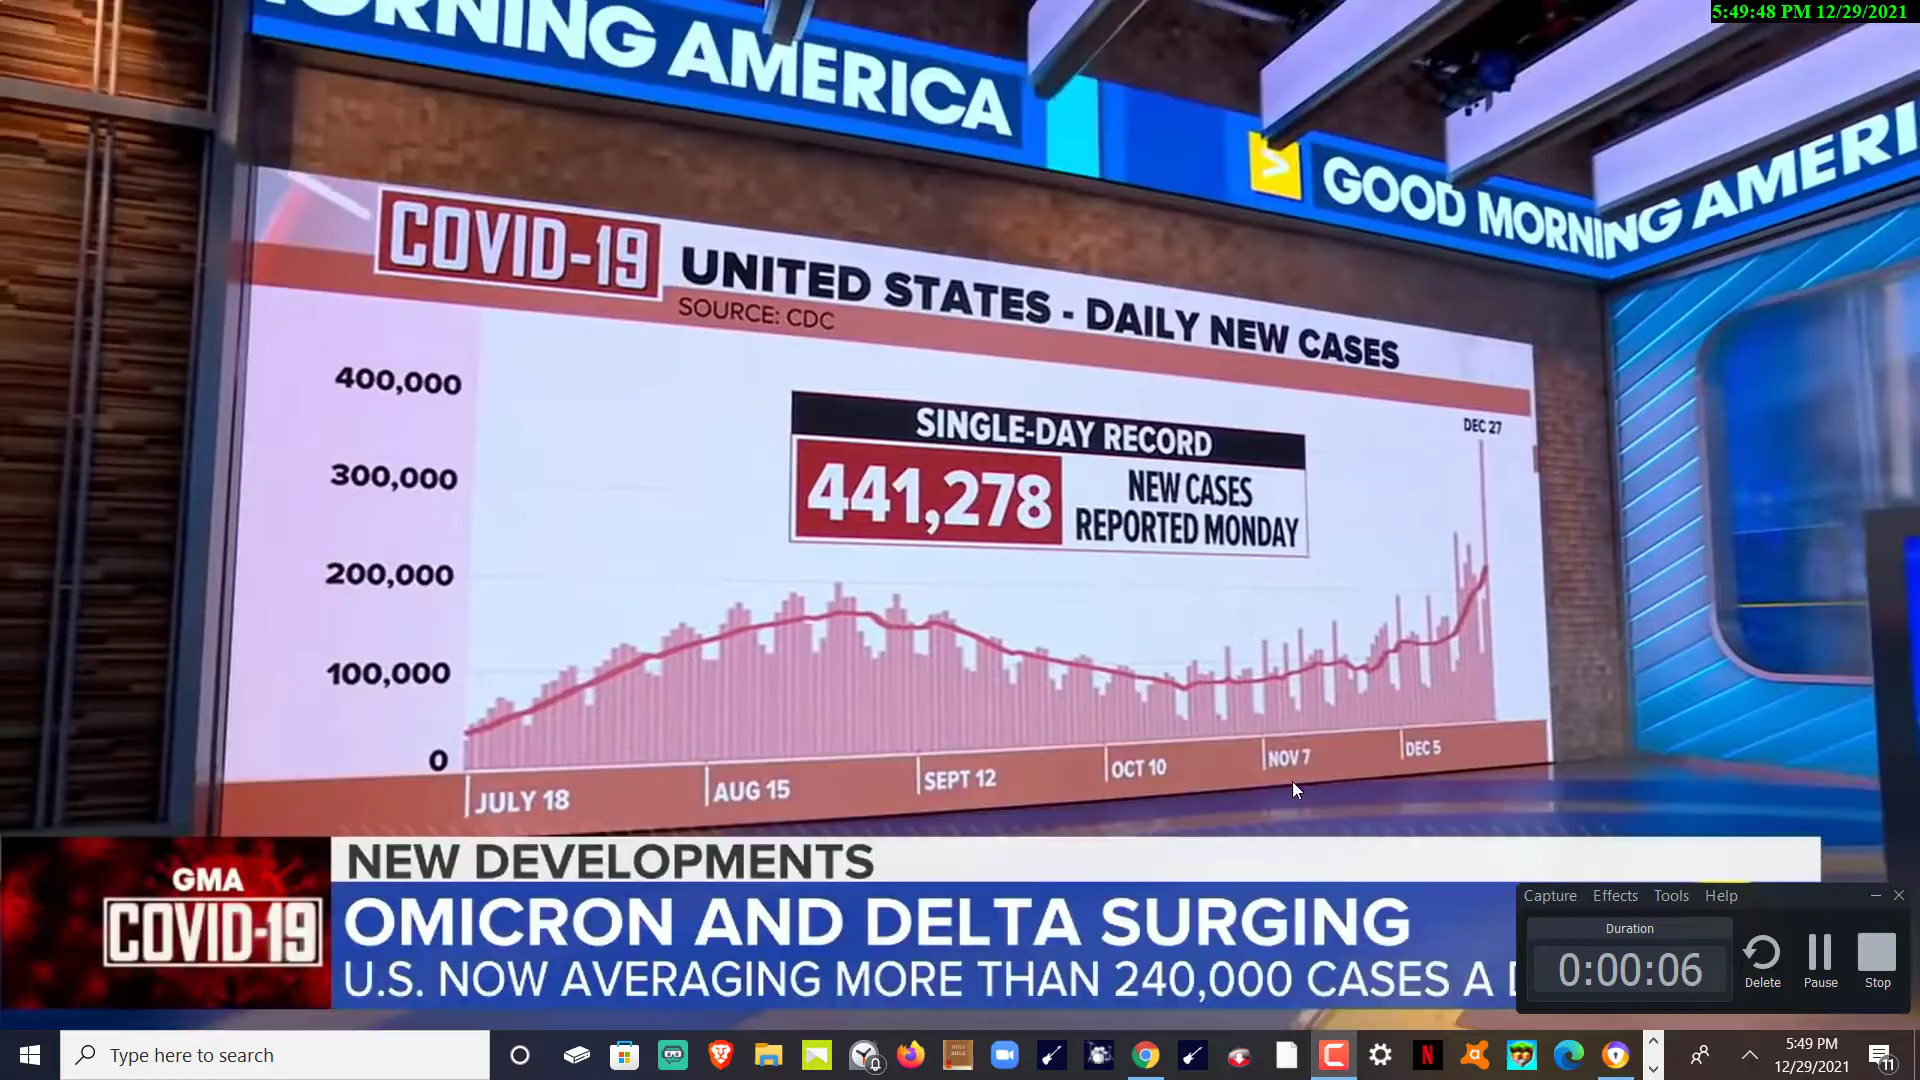 5:49:48 PM 12/29/2021
MORNING AMERICA
GOOD MORNING AMERI
COVID-19
UNITED STATES - DAILY NEW CASES
SOURCE: CDC
400,000
300,000
200,000
100,000
0
SINGLE-DAY RECORD
441,278
NEW CASES
REPORTED MONDAY
DEC 27
JULY 18
AUG 15
SEPT 12
OCT 10
NOV 7
DEC 5
GMA
COVID-19
NEW DEVELOPMENTS
OMICRON AND DELTA SURGING
U.S. NOW AVERAGING MORE THAN 240,000 CASES A D
Capture Effects Tools Help
Duration
0:00:06
Delete Pause Stop
Type here to search
0
N
5:49 PM
12/29/2021
11